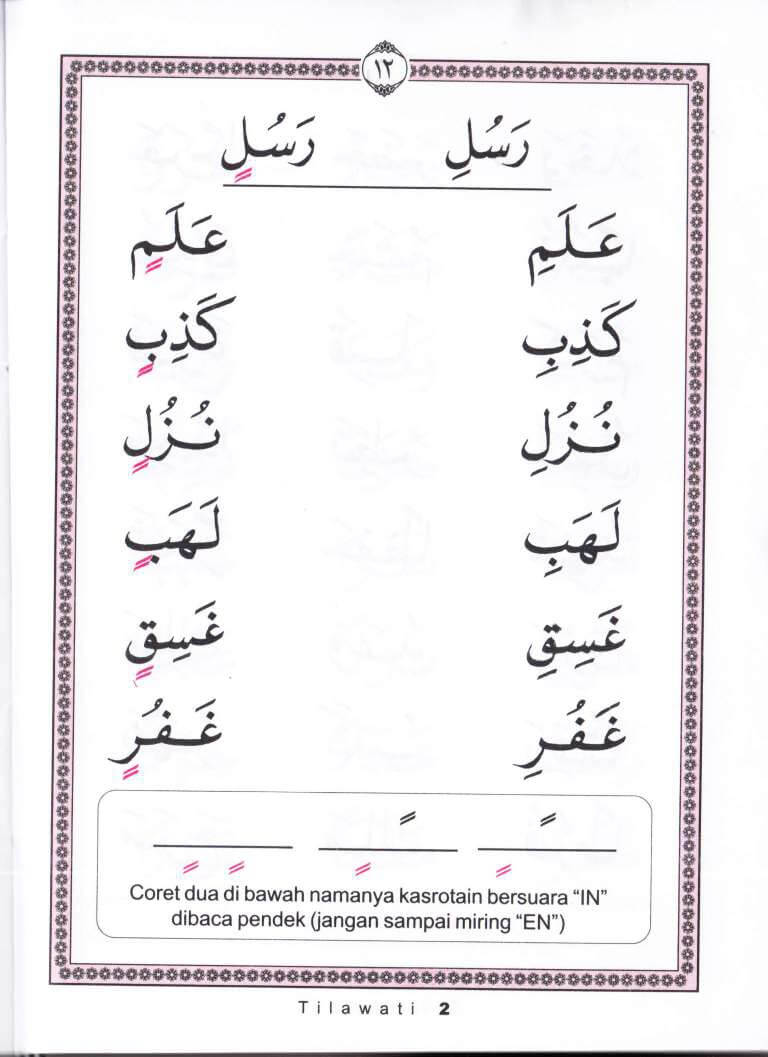 ١٢
رَسُلِ رَسُلٍ
عَلَمِ عَلَمٍ
كَذِبِ كَذِبٍ
نُزُلِ نُزُلٍ
لَهَبِ لَهَبٍ
غَسِقِ غَسِقٍ
غَفُرِ غَفُرٍ
Coret dua di bawah namanya kasrotain bersuara “IN”
dibaca pendek (jangan sampai miring “EN”)
Tilawati 2